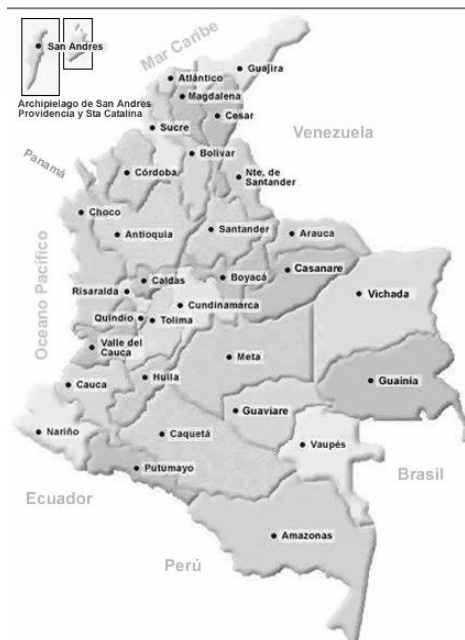 San Andres
Archipielago de San Andres
Providencia y Sta Catalina
Mar Caribe
Guajira
Atlántico
Magdalena
Cesar
Sucre
Venezuela
Bolivar
Panamá
Córdoba
Nte. de
Santander
Choco
Antioquia
Santander
Arauca
Oceano Pacífico
Caldas
Boyacá
Casanare
Risaralda
Cundinamarca
Vichada
Quindio
Tolima
Valle del
Cauca
Meta
Cauca
Huila
Guainía
Guaviare
Nariño
Caquetá
Vaupés
Putumayo
Brasil
Ecuador
Amazonas
Perú